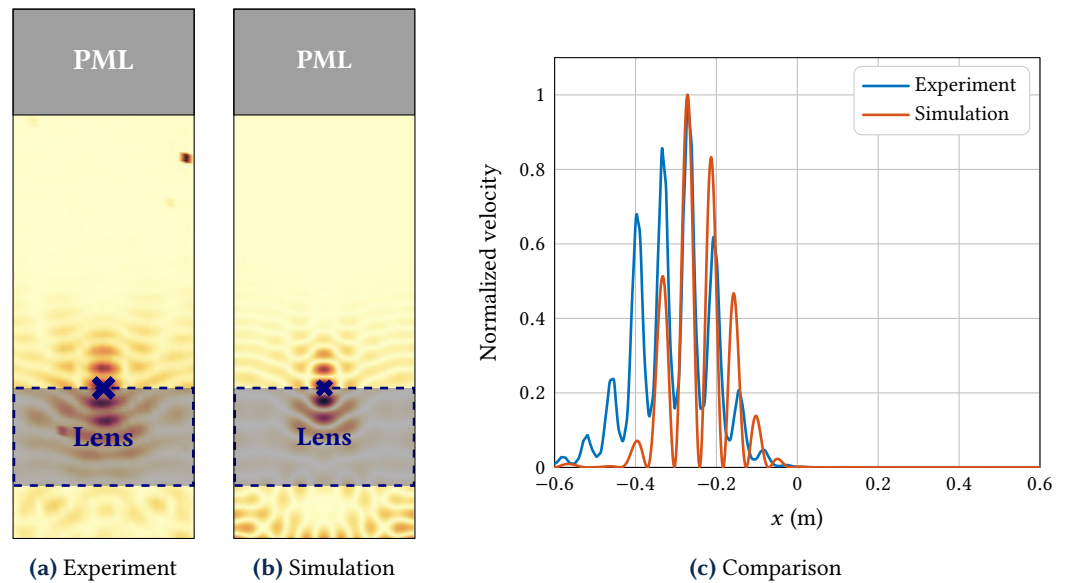 PML
PML
Lens
Lens
(a) Experiment
(b) Simulation
Normalized velocity
1
0.8
0.6
0.4
0.2
0
−0.6
−0.4
−0.2
0
0.2
0.4
0.6
x (m)
Experiment
Simulation
(c) Comparison